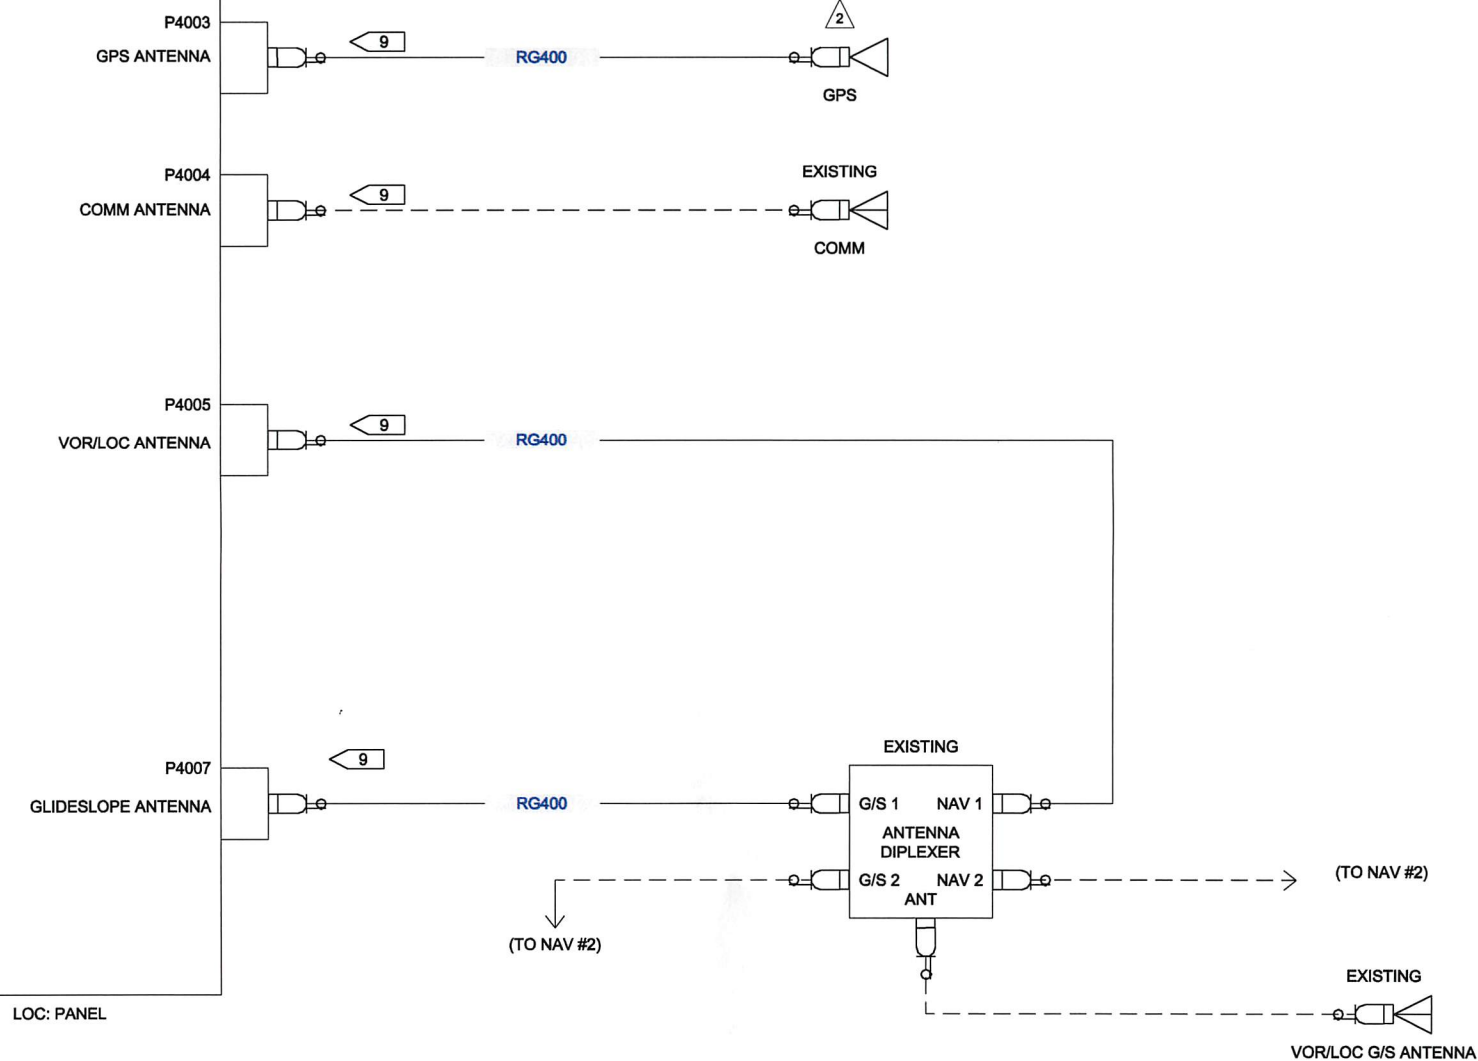 P4003
GPS ANTENNA
9
RG400
2
GPS
P4004
COMM ANTENNA
9
EXISTING
COMM
P4005
VOR/LOC ANTENNA
9
RG400
P4007
GLIDESLOPE ANTENNA
9
RG400
EXISTING
G/S 1 NAV 1
ANTENNA
DIPLEXER
G/S 2 NAV 2
ANT
(TO NAV #2)
(TO NAV #2)
LOC: PANEL
EXISTING
VOR/LOC G/S ANTENNA